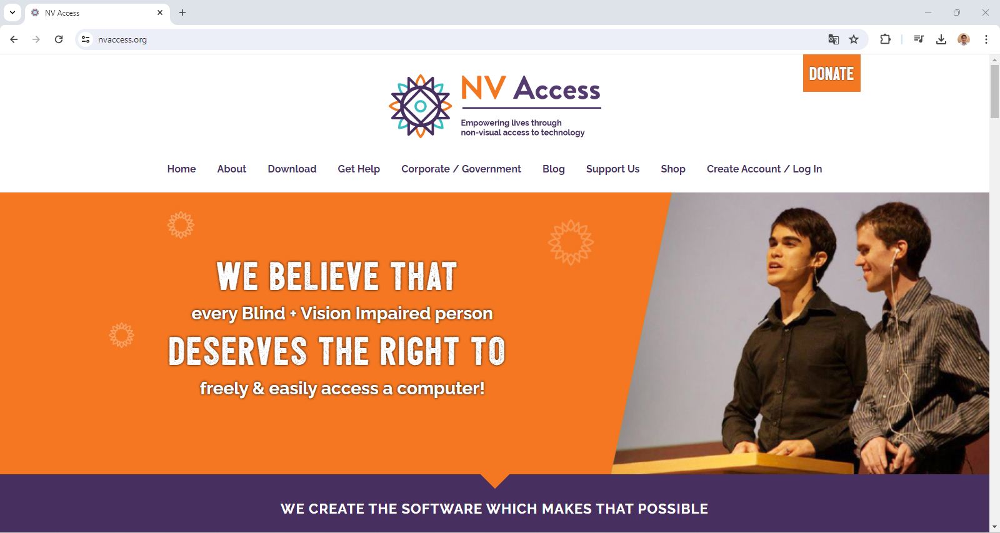 NV Access
nvaccess.org
DONATE
NV Access
Empowering lives through
non-visual access to technology
Home About Download Get Help Corporate / Government Blog Support Us Shop Create Account / Log In
WE BELIEVE THAT
every Blind + Vision Impaired person
DESERVES THE RIGHT TO
freely & easily access a computer!
WE CREATE THE SOFTWARE WHICH MAKES THAT POSSIBLE